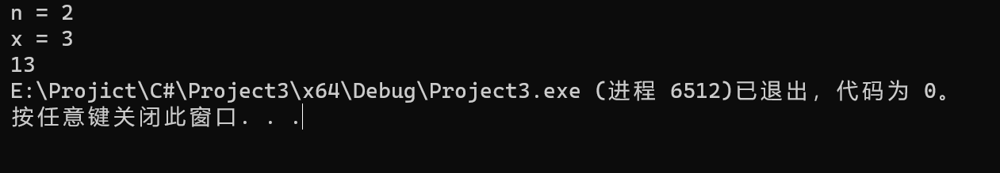 n = 2
x = 3
13
E:\Projict\C#\Project3\x64\Debug\Project3.exe (进程 6512)已退出，代码为 0。
按任意键关闭此窗口. . .